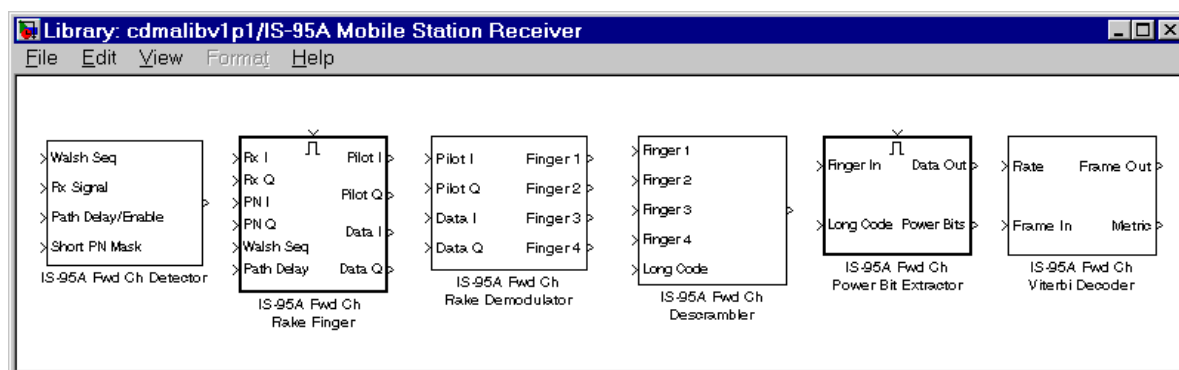 Library: cdmalibv1p1/IS-95A Mobile Station Receiver
File Edit View Format Help
Walsh Seq
Rx Signal
Path Delay/Enable
Short PN Mask
IS-95A Fwd Ch Detector
Rx I
Rx Q
PN I
PN Q
Walsh Seq
Path Delay
Pilot I
Pilot Q
Data I
Data Q
IS-95A Fwd Ch
Rake Finger
Pilot I
Pilot Q
Data I
Data Q
Finger 1
Finger 2
Finger 3
Finger 4
IS-95A Fwd Ch
Rake Demodulator
Finger 1
Finger 2
Finger 3
Finger 4
Long Code
IS-95A Fwd Ch
Descrambler
Finger In
Long Code
Data Out
Power Bits
IS-95A Fwd Ch
Power Bit Extractor
Rate
Frame In
Frame Out
Metric
IS-95A Fwd Ch
Viterbi Decoder